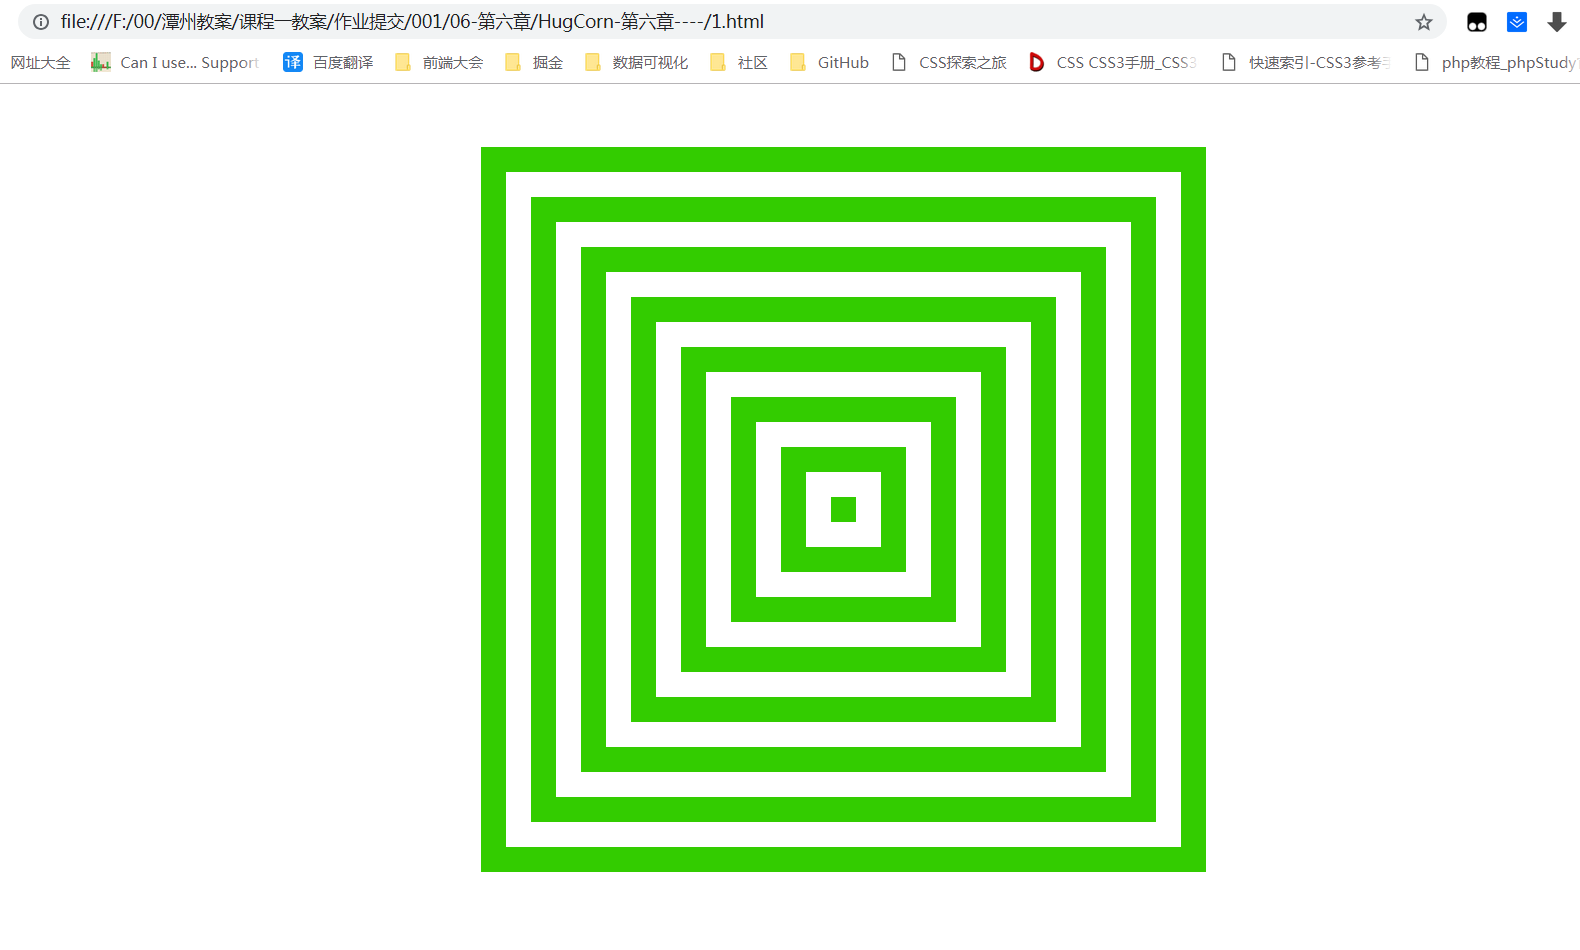 file:///F:/00/潭州教案/课程一教案/作业提交/001/06-第六章/HugCorn-第六章----/1.html
网址大全 Can I use... Support 译 百度翻译 前端大会 掘金 数据可视化 社区 GitHub CSS探索之旅 CSS CSS3手册_CSS3 快速索引-CSS3参考 php教程_phpStudy